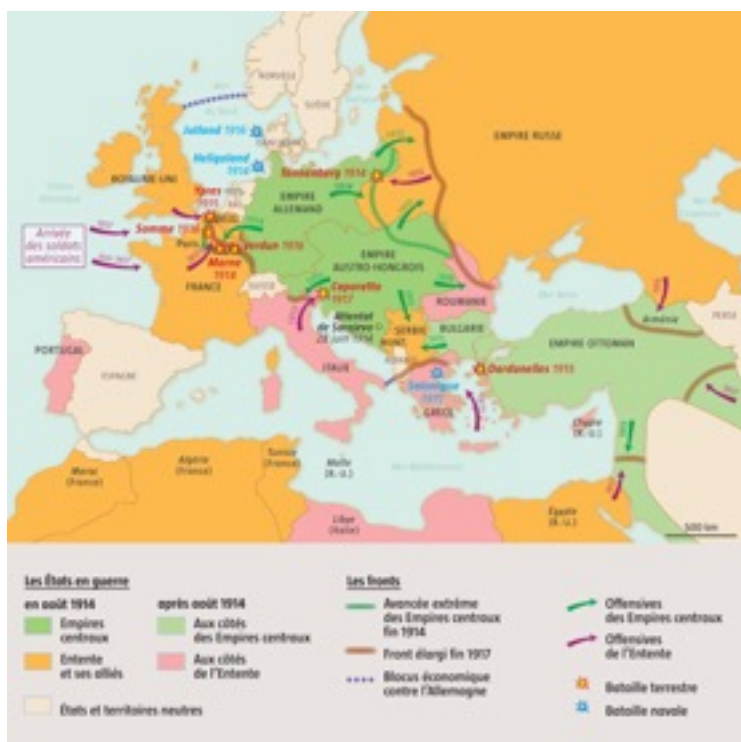 NORVÈGE
SUÈDE
EMPIRE RUSSE
Jutland 1916
Heligoland
1914
ROYAUME-UNI
Ypres
Tannenberg 1914
EMPIRE
ALLEMAND
Somme 1916
Paris
Verdun 1916
Marne
Arrivée
des soldats
américains
FRANCE
SUISSE
EMPIRE
AUSTRO-HONGROIS
Caporetto
1917
ROUMANIE
Attentat
de Sarajevo
28 juin 1914
SERBIE
MONT.
BULGARIE
Arménie
PERSE
PORTUGAL
ESPAGNE
ITALIE
EMPIRE OTTOMAN
Dardanelles 1915
Salonique
GRÈCE
Chypre
(R.-U.)
Maroc
(France)
Algérie
(France)
Tunisie
(France)
Malte
(R.-U.)
Libye
(Italie)
Égypte
(R.-U.)
500 km
Les États en guerre
en août 1914
après août 1914
Empires
centraux
Aux côtés
des Empires centraux
Entente
et ses alliés
Aux côtés
de l'Entente
États et territoires neutres
Les fronts
Avancée extrême
des Empires centraux
fin 1914
Front élargi fin 1917
Blocus économique
contre l'Allemagne
Offensives
des Empires centraux
Offensives
de l'Entente
Bataille terrestre
Bataille navale